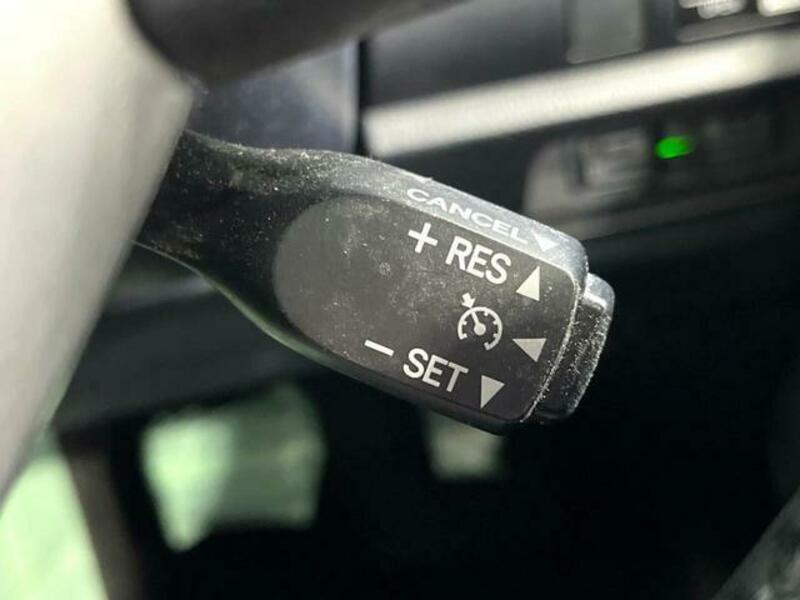 CANCEL
+ RES
- SET